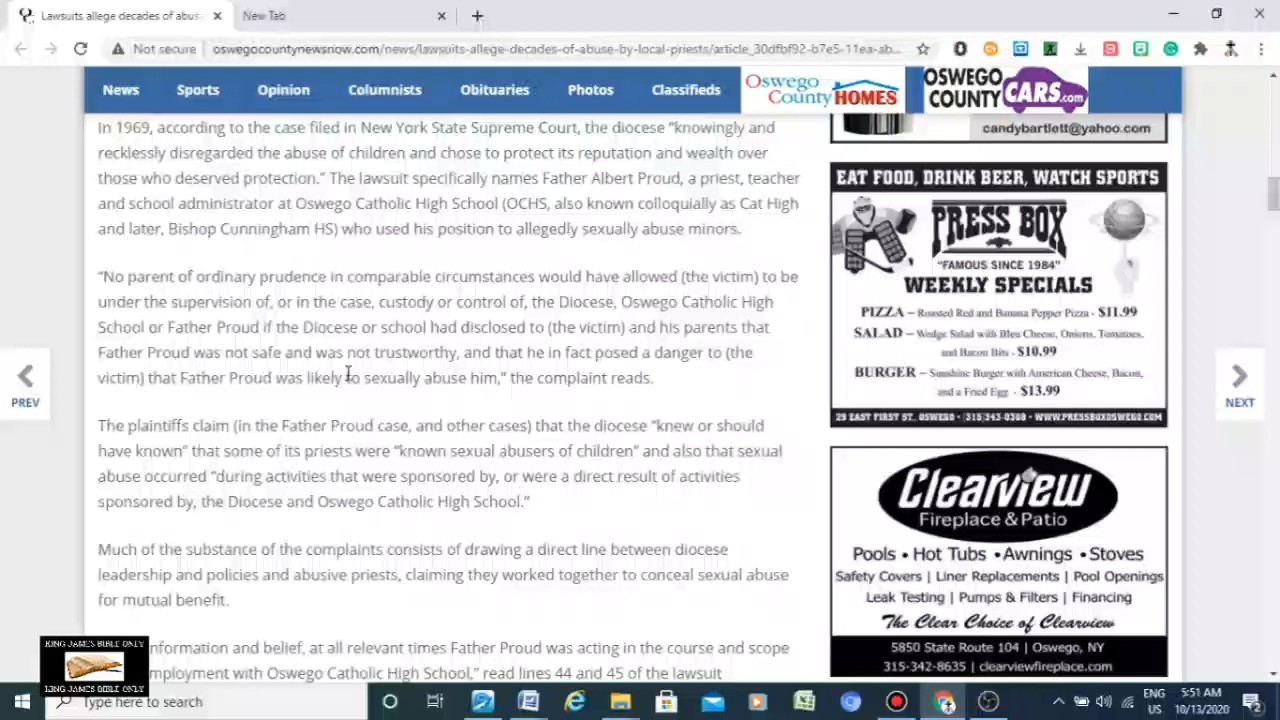 Lawsuits allege decades of abus
New Tab
Not secure
oswegocountynewsnow.com/news/lawsuits-allege-decades-of-abuse-by-local-priests/article_30dfbf92-b7e5-11ea-ab...
News Sports Opinion Columnists Obituaries Photos Classifieds
Oswego
County HOMES
OSWEGO
COUNTY CARS.com
In 1969, according to the case filed in New York State Supreme Court, the diocese “knowingly and
recklessly disregarded the abuse of children and chose to protect its reputation and wealth over
those who deserved protection.” The lawsuit specifically names Father Albert Proud, a priest, teacher
and school administrator at Oswego Catholic High School (OCHS, also known colloquially as Cat High
and later, Bishop Cunningham HS) who used his position to allegedly sexually abuse minors.
“No parent of ordinary prudence in comparable circumstances would have allowed (the victim) to be
under the supervision of, or in the case, custody or control of, the Diocese, Oswego Catholic High
School or Father Proud if the Diocese or school had disclosed to (the victim) and his parents that
Father Proud was not safe and was not trustworthy, and that he in fact posed a danger to (the
victim) that Father Proud was likely to sexually abuse him,” the complaint reads.
The plaintiffs claim (in the Father Proud case, and other cases) that the diocese “knew or should
have known” that some of its priests were “known sexual abusers of children” and also that sexual
abuse occurred “during activities that were sponsored by, or were a direct result of activities
sponsored by, the Diocese and Oswego Catholic High School.”
Much of the substance of the complaints consists of drawing a direct line between diocese
leadership and policies and abusive priests, claiming they worked together to conceal sexual abuse
for mutual benefit.
information and belief, at all relevant times Father Proud was acting in the course and scope
mployment with Oswego Catholic High School,” read lines 44 and 45 of the lawsuit
candybartlett@yahoo.com
EAT FOOD, DRINK BEER, WATCH SPORTS
PRESS BOX
"FAMOUS SINCE 1984"
WEEKLY SPECIALS
PIZZA – Roasted Red and Banana Pepper Pizza - $11.99
SALAD – Wedge Salad with Bleu Cheese, Onions, Tomatoes,
and Bacon Bits - $10.99
BURGER – Sunshine Burger with American Cheese, Bacon,
and a Fried Egg - $13.99
29 EAST FIRST ST., OSWEGO • (315)343-0308 • WWW.PRESSBOXOSWEGO.COM
Clearview
Fireplace & Patio
Pools • Hot Tubs • Awnings • Stoves
Safety Covers | Liner Replacements | Pool Openings
Leak Testing | Pumps & Filters | Financing
The Clear Choice of Clearview
5850 State Route 104 | Oswego, NY
315-342-8635 | clearviewfireplace.com
PREV
NEXT
KING JAMES BIBLE ONLY
KING JAMES BIBLE ONLY
Type here to search
ENG
US
5:51 AM
10/13/2020
2